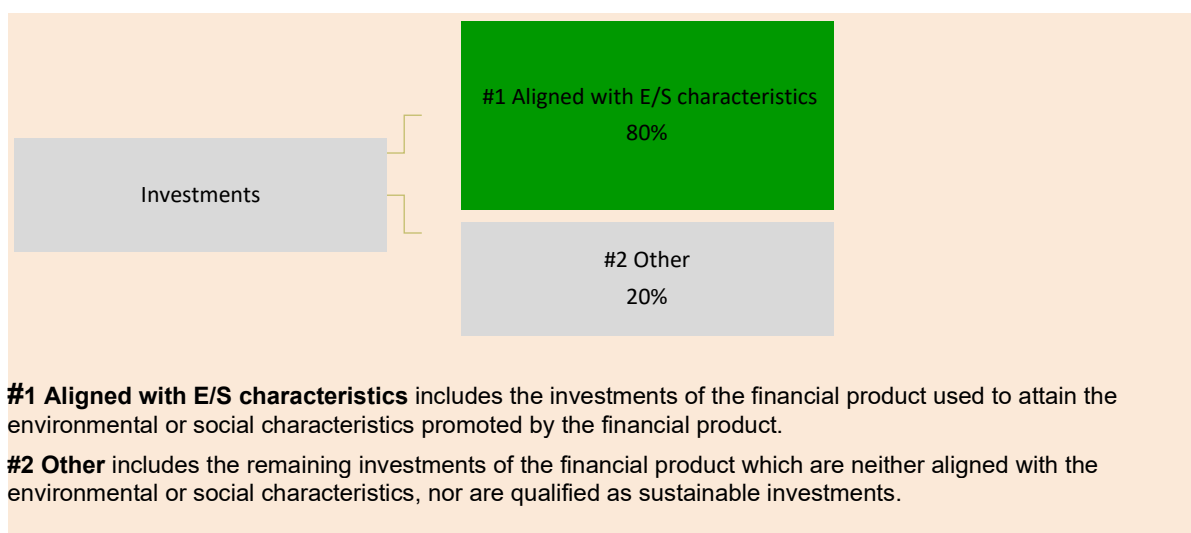 #1 Aligned with E/S characteristics
80%
Investments
#2 Other
20%
#1 Aligned with E/S characteristics includes the investments of the financial product used to attain the
environmental or social characteristics promoted by the financial product.
#2 Other includes the remaining investments of the financial product which are neither aligned with the
environmental or social characteristics, nor are qualified as sustainable investments.